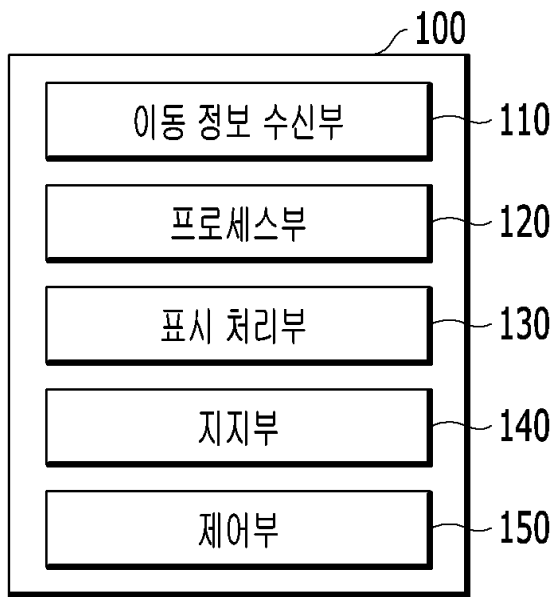 100
이동 정보 수신부 110
프로세스부 120
표시 처리부 130
지지부 140
제어부 150